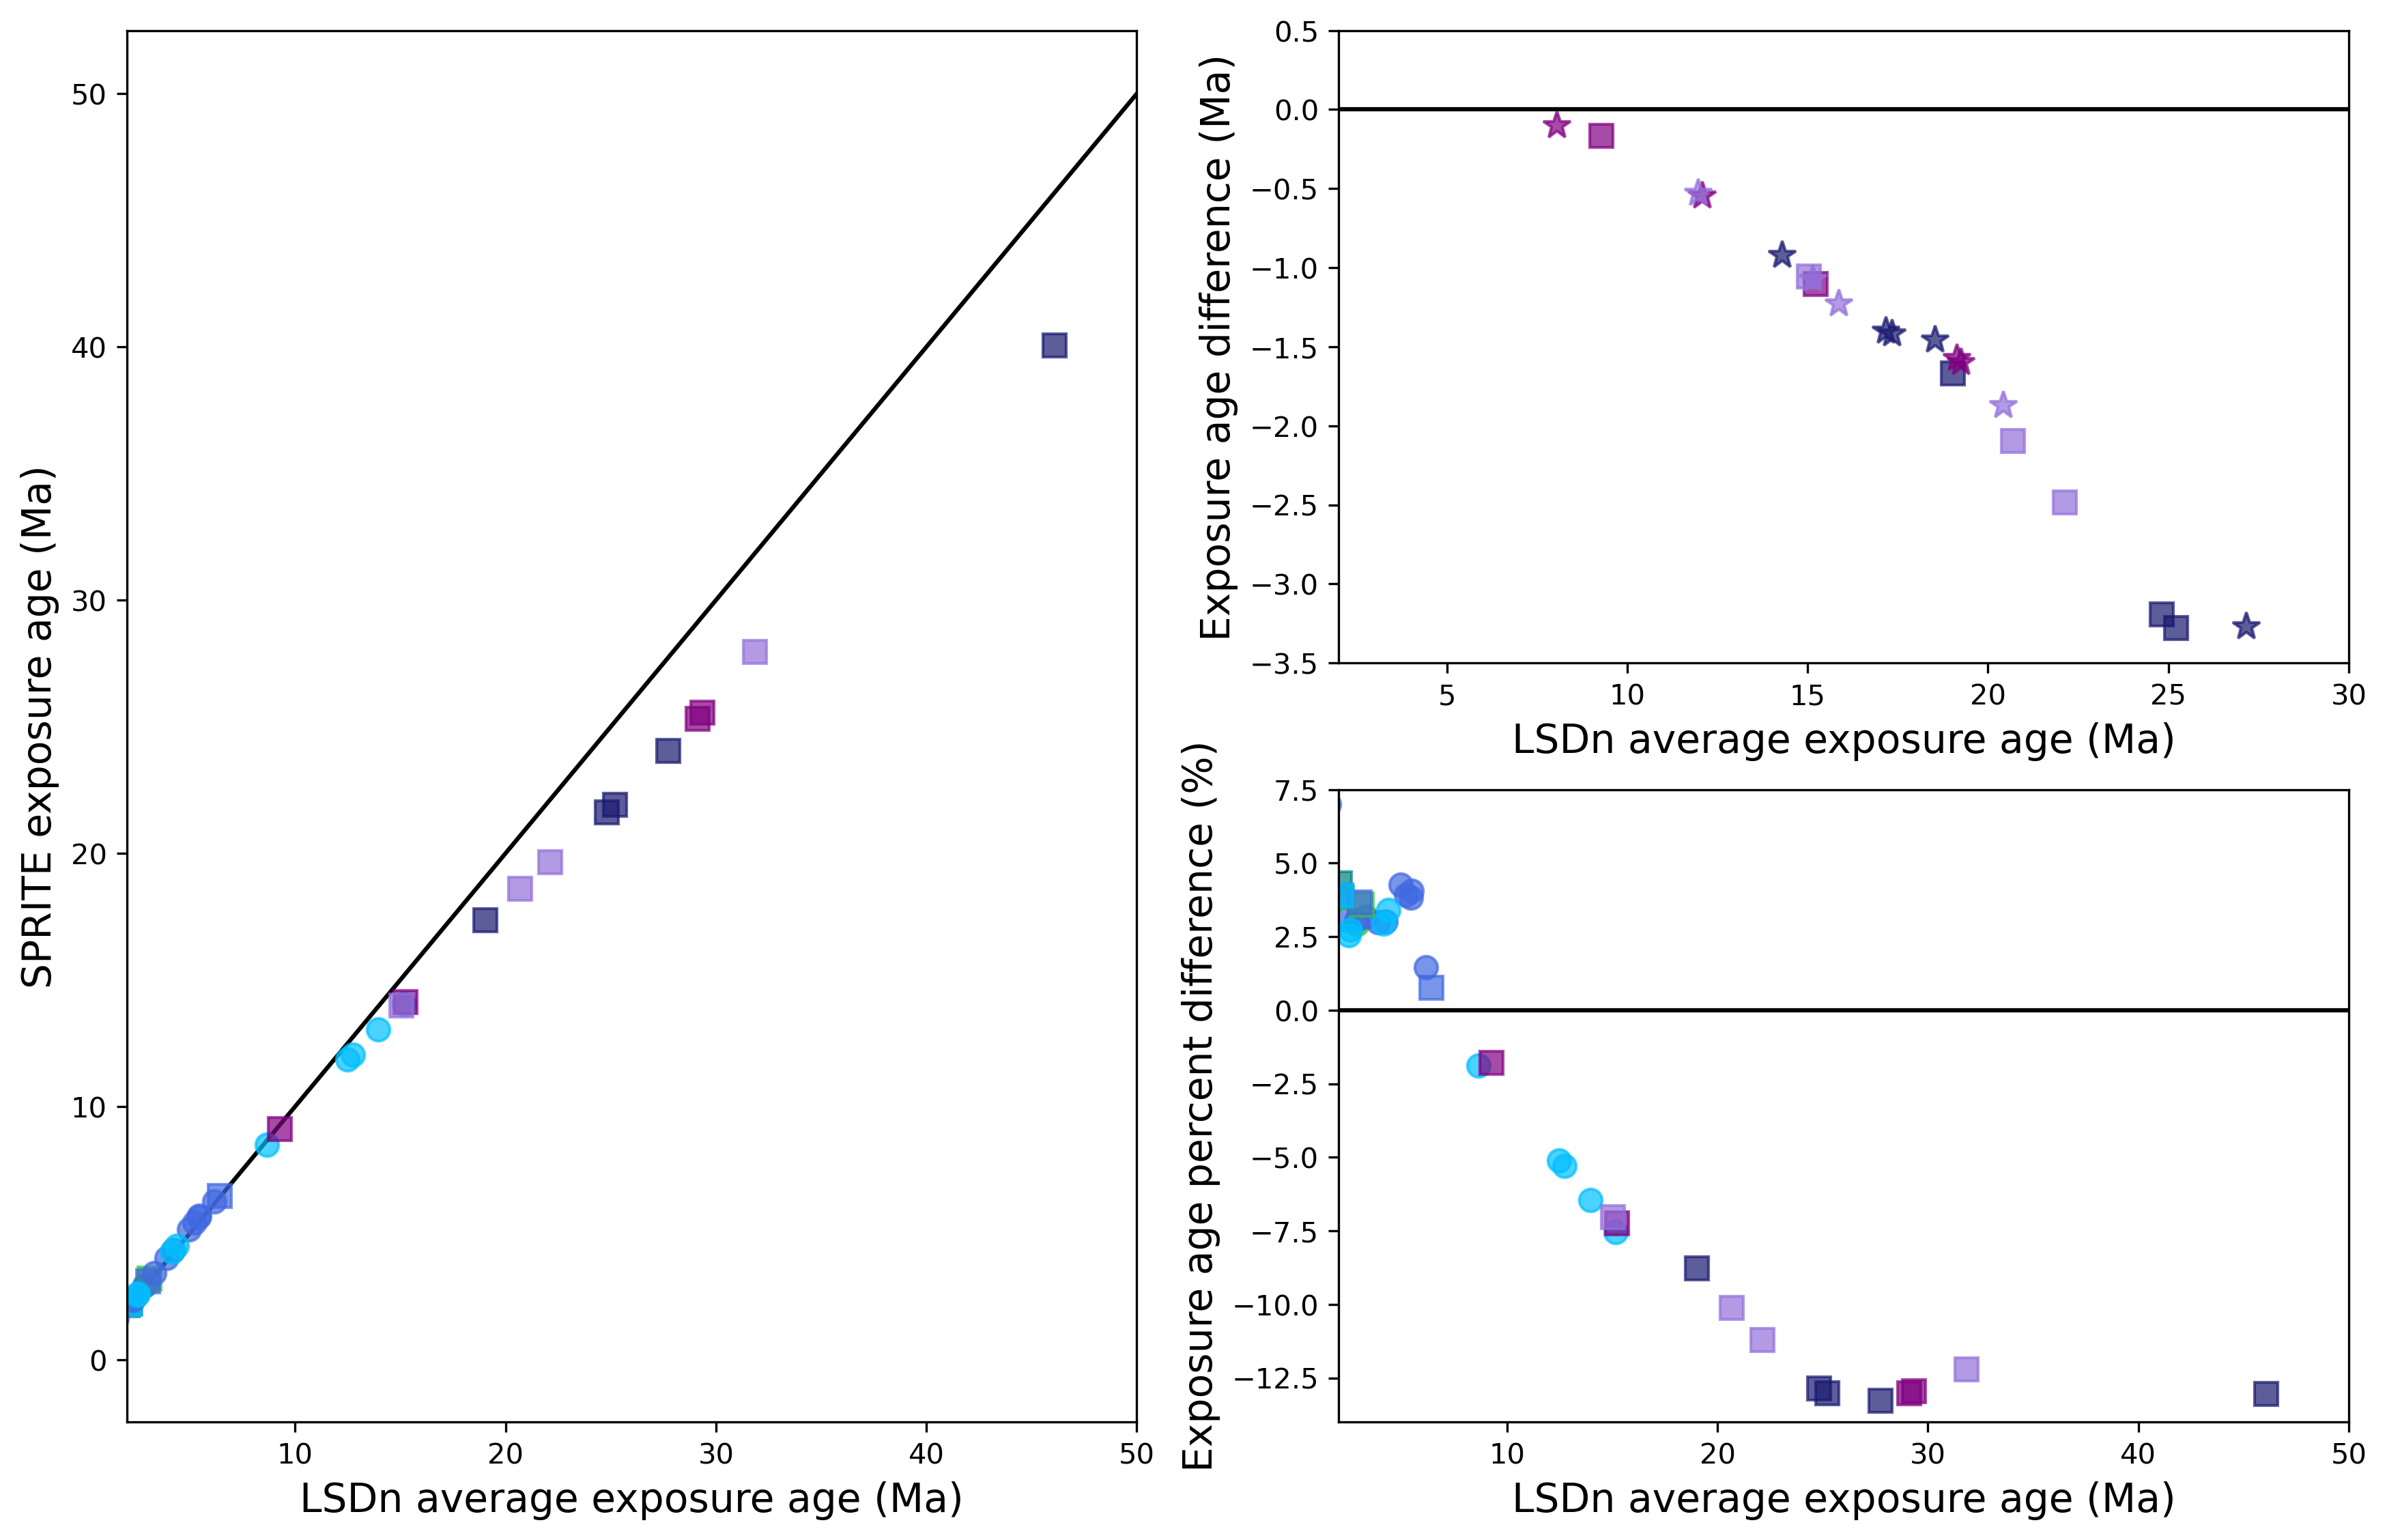 50
40
30
20
10
0
SPRITE exposure age (Ma)
10 20 30 40 50
LSDn average exposure age (Ma)
0.5
0.0
−0.5
−1.0
−1.5
−2.0
−2.5
−3.0
−3.5
Exposure age difference (Ma)
5 10 15 20 25 30
LSDn average exposure age (Ma)
7.5
5.0
2.5
0.0
−2.5
−5.0
−7.5
−10.0
−12.5
Exposure age percent difference (%)
10 20 30 40 50
LSDn average exposure age (Ma)